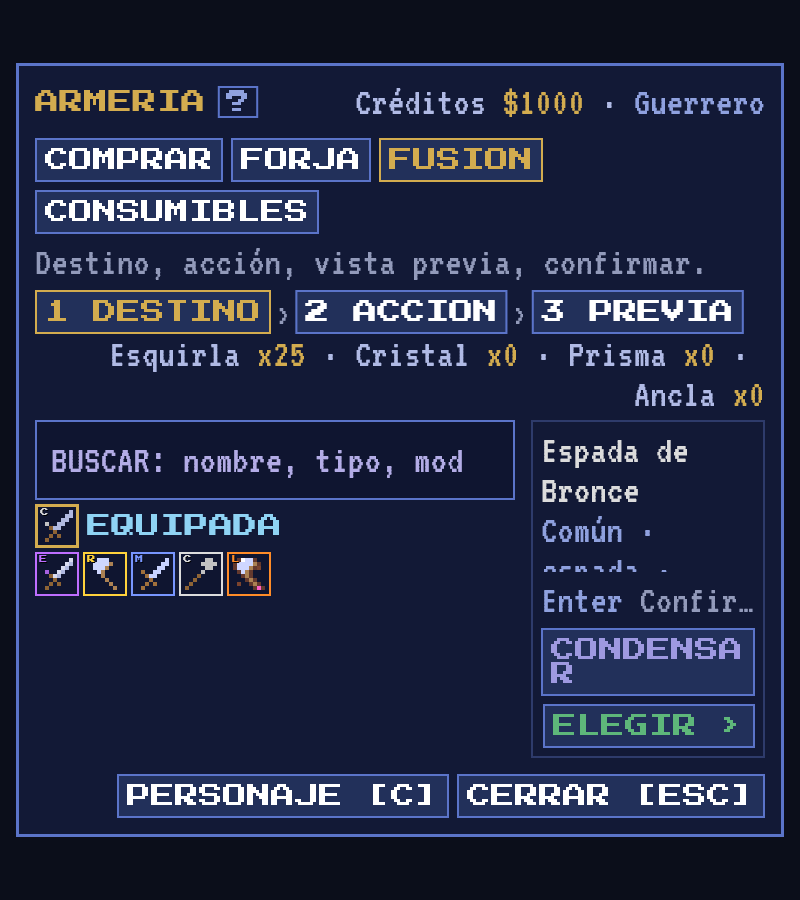 ARMERIA ? Créditos $1000 · Guerrero
COMPRAR FORJA FUSION
CONSUMIBLES
Destino, acción, vista previa, confirmar.
1 DESTINO › 2 ACCION › 3 PREVIA
Esquirla x25 · Cristal x0 · Prisma x0 ·
Ancla x0
BUSCAR: nombre, tipo, mod
C EQUIPADA
E R M C L
Espada de
Bronce
Común ·
espada ·
Enter Confir…
CONDENSA
R
ELEGIR >
PERSONAJE [C] CERRAR [ESC]